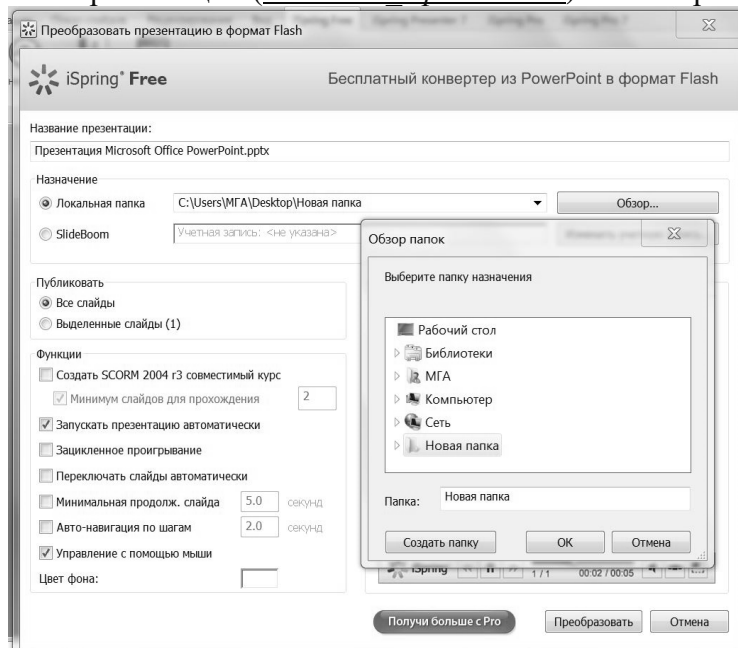 Преобразовать презентацию в формат Flash
iSpring® Free
Бесплатный конвертер из PowerPoint в формат Flash
Название презентации:
Презентация Microsoft Office PowerPoint.pptx
Назначение
Локальная папка
C:\Users\МГА\Desktop\Новая папка
Обзор...
SlideBoom
Учетная запись: <не указана>
Обзор папок
Выберите папку назначения
Рабочий стол
Библиотеки
МГА
Компьютер
Сеть
Новая папка
Папка:
Новая папка
Создать папку
OK
Отмена
Публиковать
Все слайды
Выделенные слайды (1)
Функции
Создать SCORM 2004 r3 совместимый курс
Минимум слайдов для прохождения
2
Запускать презентацию автоматически
Зацикленное проигрывание
Переключать слайды автоматически
Минимальная продолж. слайда
5.0
секунд
Авто-навигация по шагам
2.0
секунд
Управление с помощью мыши
Цвет фона:
iSpring
1 / 1
00:02 / 00:05
Получи больше с Pro
Преобразовать
Отмена